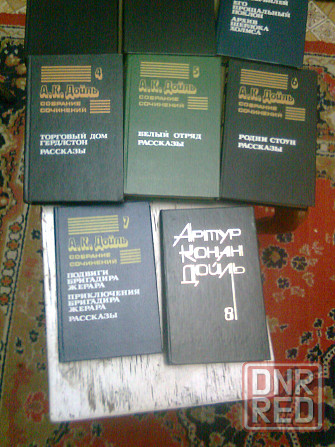 ЕГО
ПРОЩАЛЬНЫЙ
ПОКЛОН
АРХИВ
ШЕРЛОКА
ХОЛМСА
4
А.К. Дойль
СОБРАНИЕ
СОЧИНЕНИЙ
ТОРГОВЫЙ ДОМ
ГЕРДЛСТОН
РАССКАЗЫ
5
А.К. Дойль
СОБРАНИЕ
СОЧИНЕНИЙ
БЕЛЫЙ ОТРЯД
РАССКАЗЫ
6
А.К. Дойль
СОБРАНИЕ
СОЧИНЕНИЙ
РОДНИ СТОУН
РАССКАЗЫ
7
А.К. Дойль
СОБРАНИЕ
СОЧИНЕНИЙ
ПОДВИГИ
БРИГАДИРА
ЖЕРАРА
ПРИКЛЮЧЕНИЯ
БРИГАДИРА
ЖЕРАРА
РАССКАЗЫ
АРТУР
КОНАН
ДОЙЛЬ
8
DNR
RED